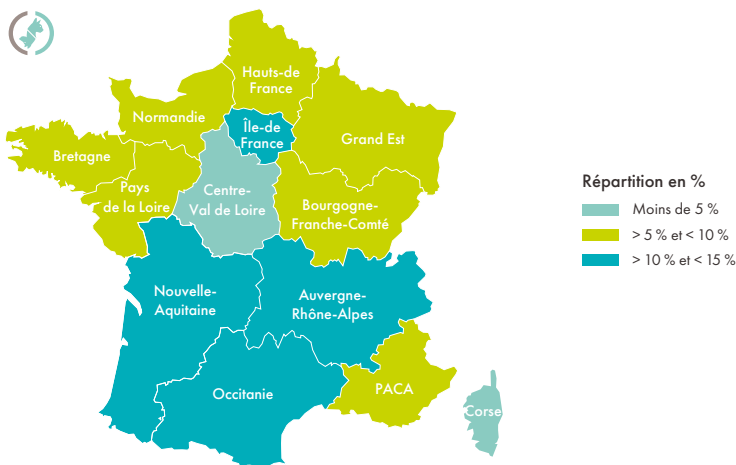 Hauts-de
France
Normandie
Île-de
France
Grand Est
Bretagne
Pays
de la Loire
Centre-
Val de Loire
Bourgogne-
Franche-Comté
Répartition en %
Moins de 5 %
> 5 % et < 10 %
> 10 % et < 15 %
Nouvelle-
Aquitaine
Auvergne-
Rhône-Alpes
Occitanie
PACA
Corse